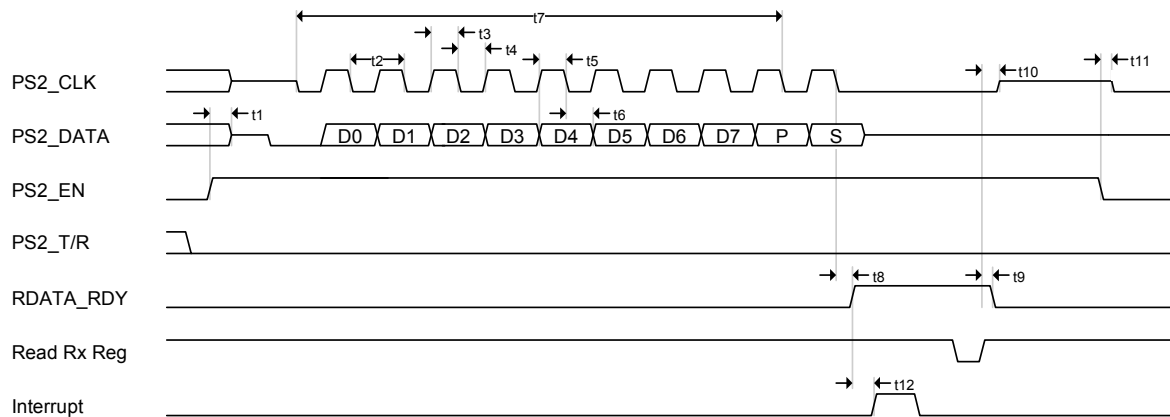 t7
t3
t2
t4
t5
t10
t11
PS2_CLK
t1
t6
PS2_DATA
D0 D1 D2 D3 D4 D5 D6 D7 P S
PS2_EN
PS2_T/R
t8
t9
RDATA_RDY
Read Rx Reg
t12
Interrupt